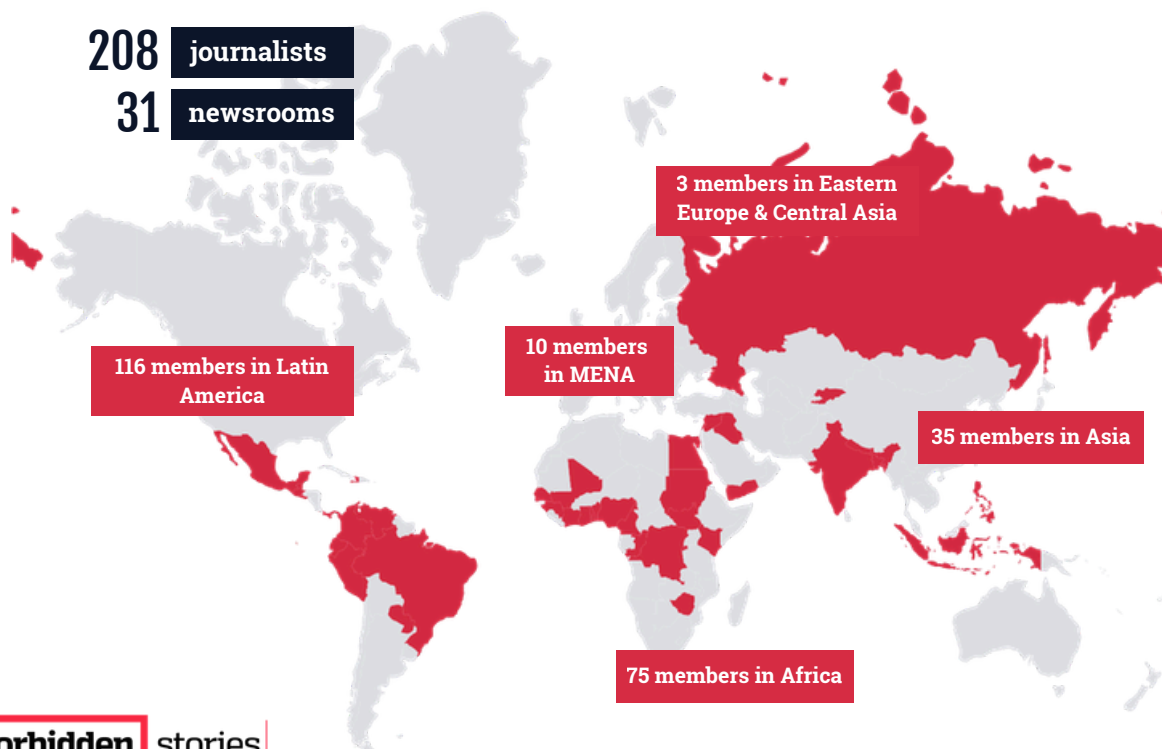 208 journalists
31 newsrooms
3 members in Eastern
Europe & Central Asia
10 members
in MENA
116 members in Latin
America
35 members in Asia
75 members in Africa
orbidden stories